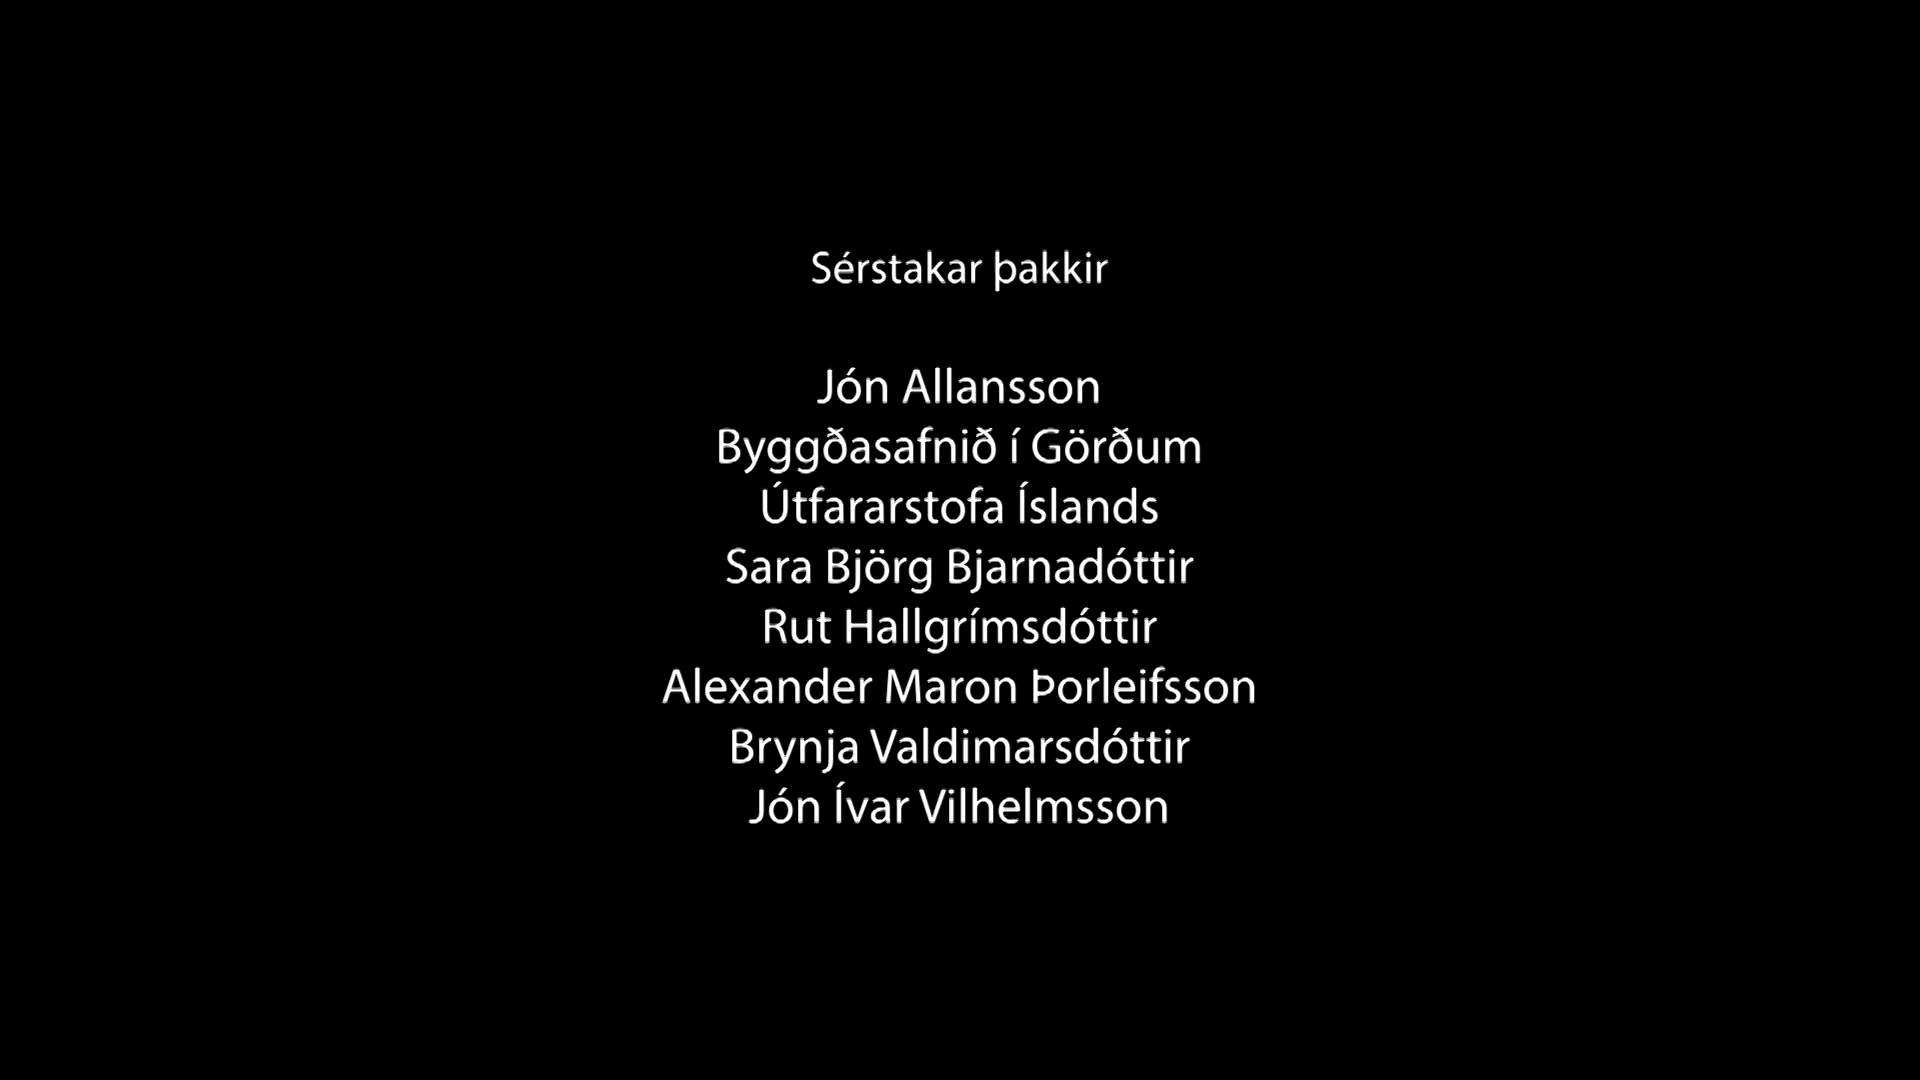 Sérstakar þakkir
Jón Allansson
Byggðasafnið í Görðum
Útfararstofa Íslands
Sara Björg Bjarnadóttir
Rut Hallgrímsdóttir
Alexander Maron Þorleifsson
Brynja Valdimarsdóttir
Jón Ívar Vilhelmsson